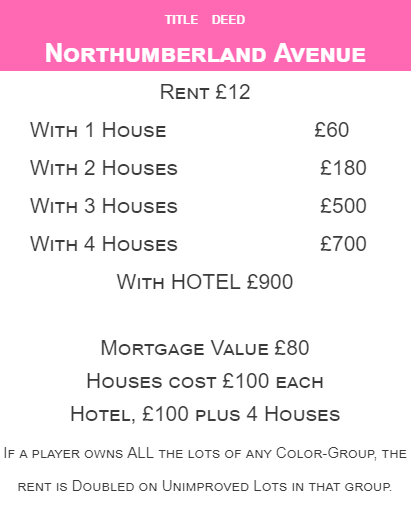 TITLE DEED
Northumberland Avenue
Rent £12
With 1 House £60
With 2 Houses £180
With 3 Houses £500
With 4 Houses £700
With HOTEL £900
Mortgage Value £80
Houses cost £100 each
Hotel, £100 plus 4 Houses
If a player owns ALL the lots of any Color-Group, the
rent is Doubled on Unimproved Lots in that group.